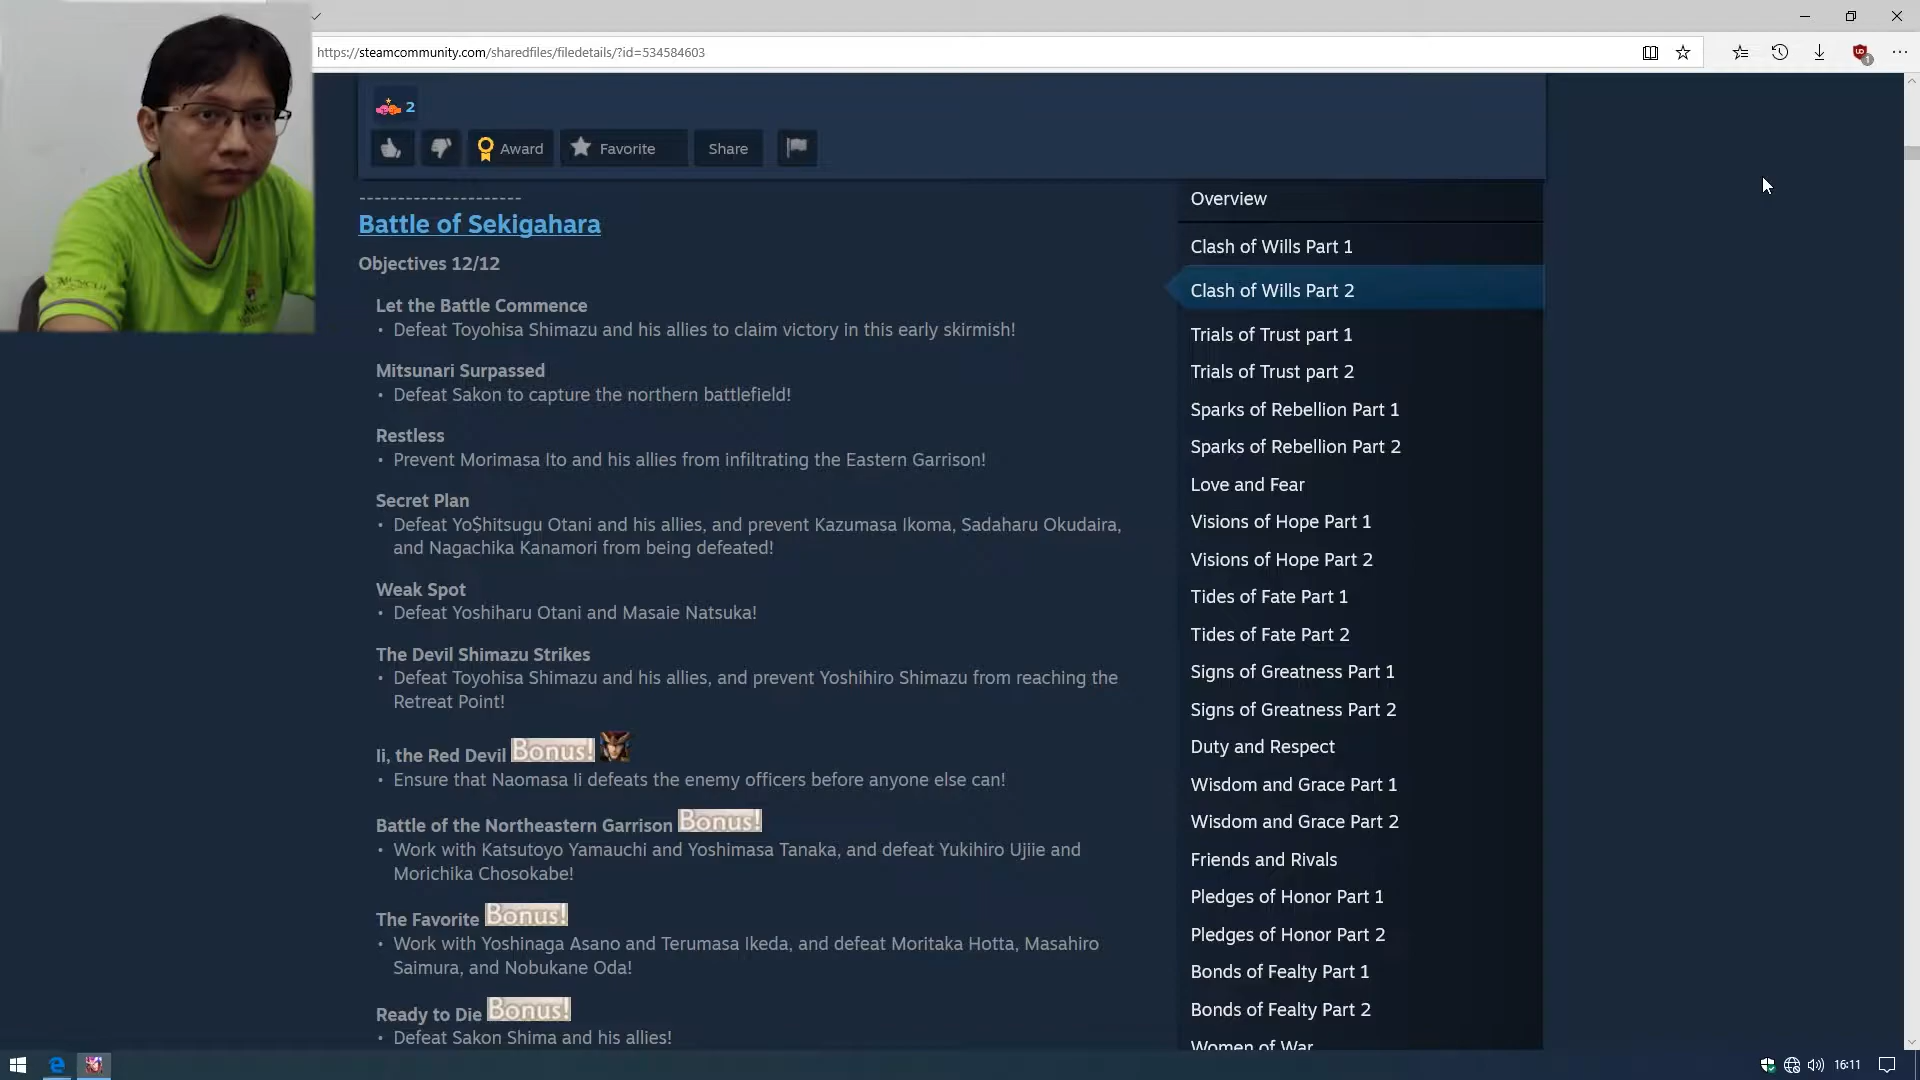 https://steamcommunity.com/sharedfiles/filedetails/?id=534584603
2
Award
Favorite
Share
---------------------
Battle of Sekigahara
Objectives 12/12
Let the Battle Commence
• Defeat Toyohisa Shimazu and his allies to claim victory in this early skirmish!
Mitsunari Surpassed
• Defeat Sakon to capture the northern battlefield!
Restless
• Prevent Morimasa Ito and his allies from infiltrating the Eastern Garrison!
Secret Plan
• Defeat Yo$hitsugu Otani and his allies, and prevent Kazumasa Ikoma, Sadaharu Okudaira,
and Nagachika Kanamori from being defeated!
Weak Spot
• Defeat Yoshiharu Otani and Masaie Natsuka!
The Devil Shimazu Strikes
• Defeat Toyohisa Shimazu and his allies, and prevent Yoshihiro Shimazu from reaching the
Retreat Point!
Ii, the Red Devil Bonus!
• Ensure that Naomasa Ii defeats the enemy officers before anyone else can!
Battle of the Northeastern Garrison Bonus!
• Work with Katsutoyo Yamauchi and Yoshimasa Tanaka, and defeat Yukihiro Ujiie and
Morichika Chosokabe!
The Favorite Bonus!
• Work with Yoshinaga Asano and Terumasa Ikeda, and defeat Moritaka Hotta, Masahiro
Saimura, and Nobukane Oda!
Ready to Die Bonus!
• Defeat Sakon Shima and his allies!
Overview
Clash of Wills Part 1
Clash of Wills Part 2
Trials of Trust part 1
Trials of Trust part 2
Sparks of Rebellion Part 1
Sparks of Rebellion Part 2
Love and Fear
Visions of Hope Part 1
Visions of Hope Part 2
Tides of Fate Part 1
Tides of Fate Part 2
Signs of Greatness Part 1
Signs of Greatness Part 2
Duty and Respect
Wisdom and Grace Part 1
Wisdom and Grace Part 2
Friends and Rivals
Pledges of Honor Part 1
Pledges of Honor Part 2
Bonds of Fealty Part 1
Bonds of Fealty Part 2
Women of War
16:11